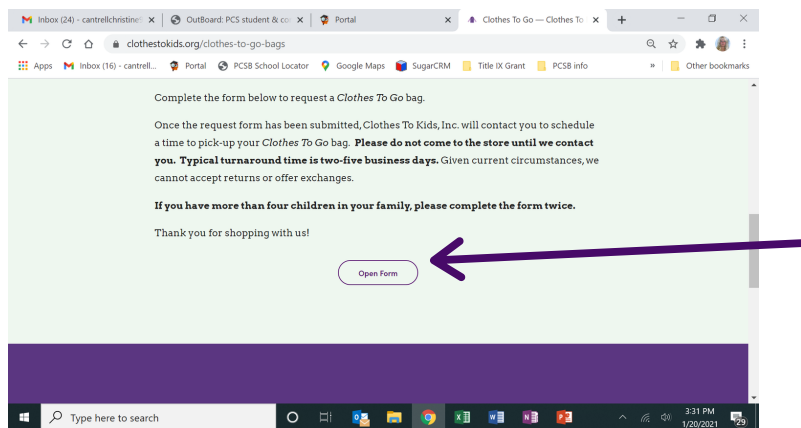 Inbox (24) - cantrellchristine OutBoard: PCS student & co Portal Clothes To Go — Clothes To
clothestokids.org/clothes-to-go-bags
Apps Inbox (16) - cantrell... Portal PCSB School Locator Google Maps SugarCRM Title IX Grant PCSB info » Other bookmarks
Complete the form below to request a Clothes To Go bag.
Once the request form has been submitted, Clothes To Kids, Inc. will contact you to schedule
a time to pick-up your Clothes To Go bag. Please do not come to the store until we contact
you. Typical turnaround time is two-five business days. Given current circumstances, we
cannot accept returns or offer exchanges.
If you have more than four children in your family, please complete the form twice.
Thank you for shopping with us!
Open Form
Type here to search
3:31 PM
1/20/2021
29